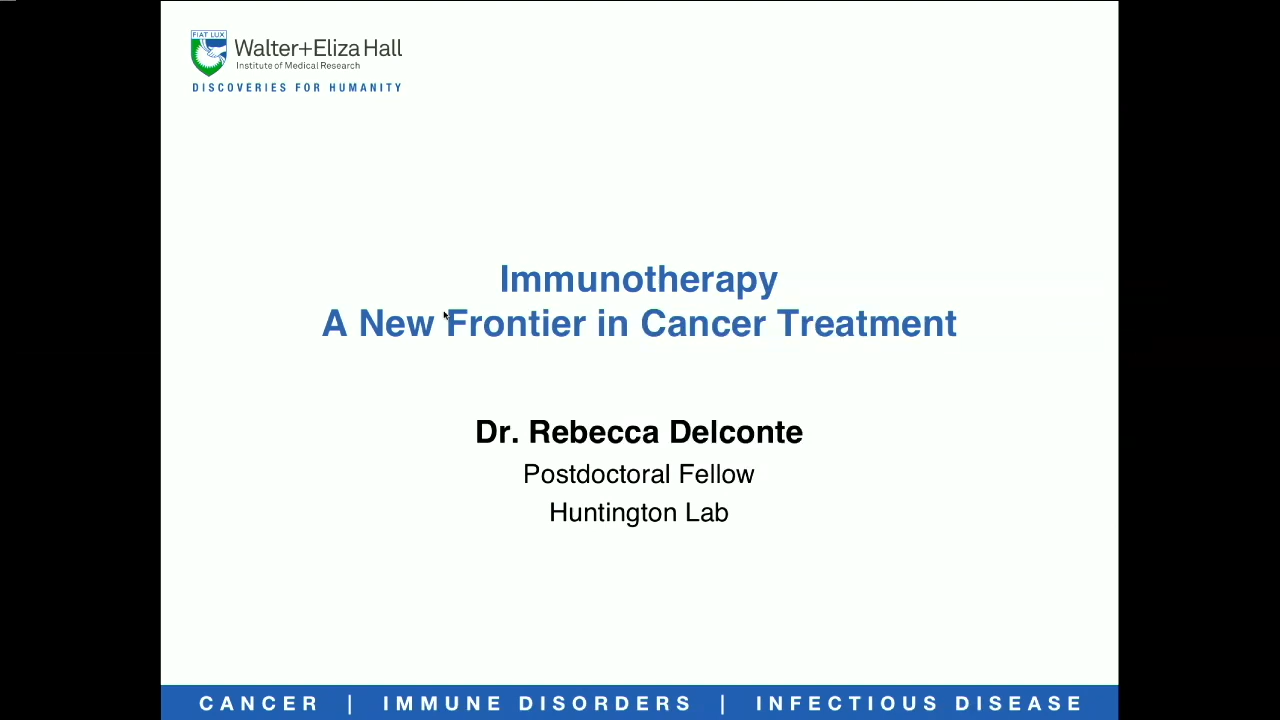 FIAT LUX
Walter+Eliza Hall
Institute of Medical Research
DISCOVERIES FOR HUMANITY
Immunotherapy
A New Frontier in Cancer Treatment
Dr. Rebecca Delconte
Postdoctoral Fellow
Huntington Lab
CANCER | IMMUNE DISORDERS | INFECTIOUS DISEASE